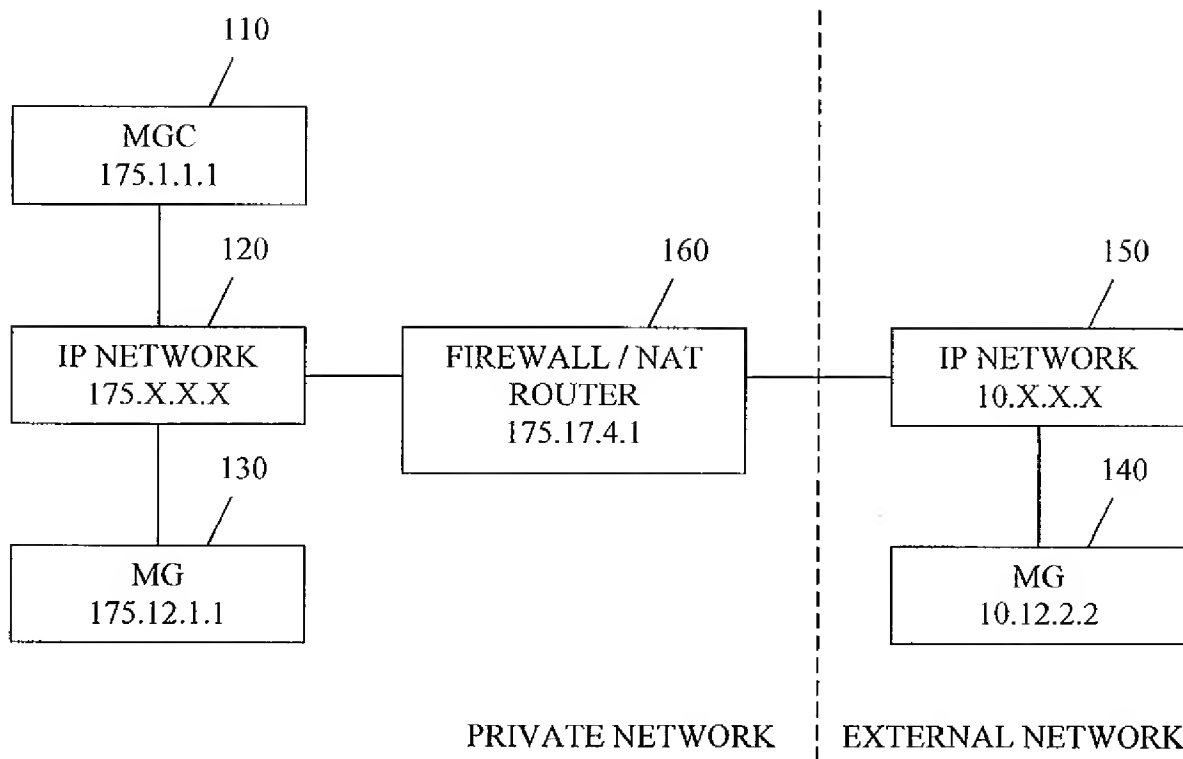 110
MGC
175.1.1.1
120
160
150
IP NETWORK
175.X.X.X
FIREWALL / NAT
ROUTER
175.17.4.1
IP NETWORK
10.X.X.X
130
140
MG
175.12.1.1
MG
10.12.2.2
PRIVATE NETWORK
EXTERNAL NETWORK